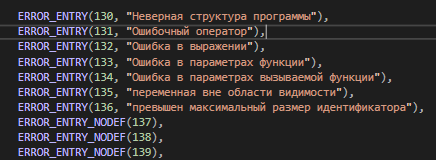 ERROR_ENTRY(130, "Неверная структура программы"),
ERROR_ENTRY(131, "Ошибочный оператор"),
ERROR_ENTRY(132, "Ошибка в выражении"),
ERROR_ENTRY(133, "Ошибка в параметрах функции"),
ERROR_ENTRY(134, "Ошибка в параметрах вызываемой функции"),
ERROR_ENTRY(135, "переменная вне области видимости"),
ERROR_ENTRY(136, "превышен максимальный размер идентификатора"),
ERROR_ENTRY_NODEF(137),
ERROR_ENTRY_NODEF(138),
ERROR_ENTRY_NODEF(139),